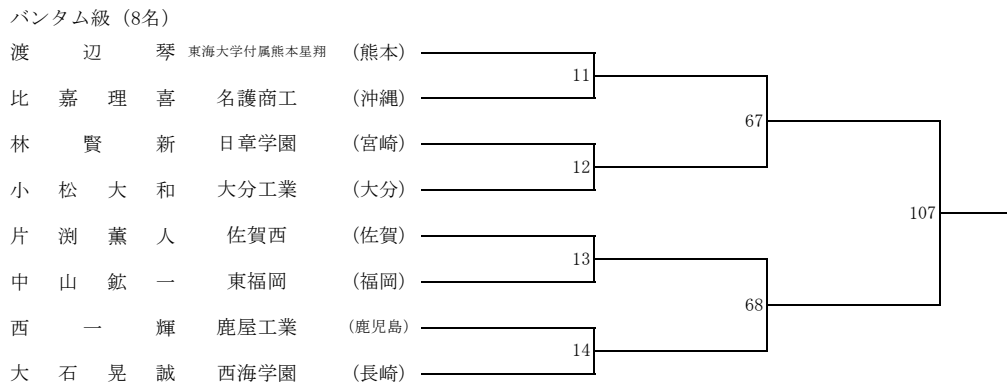 バンタム級（8名）
渡辺琴 東海大学付属熊本星翔 (熊本)
11
比嘉理喜 名護商工 (沖縄)
67
林賢新 日章学園 (宮崎)
12
小松大和 大分工業 (大分)
107
片渕薫人 佐賀西 (佐賀)
13
中山鉱一 東福岡 (福岡)
68
西一輝 鹿屋工業 (鹿児島)
14
大石晃誠 西海学園 (長崎)